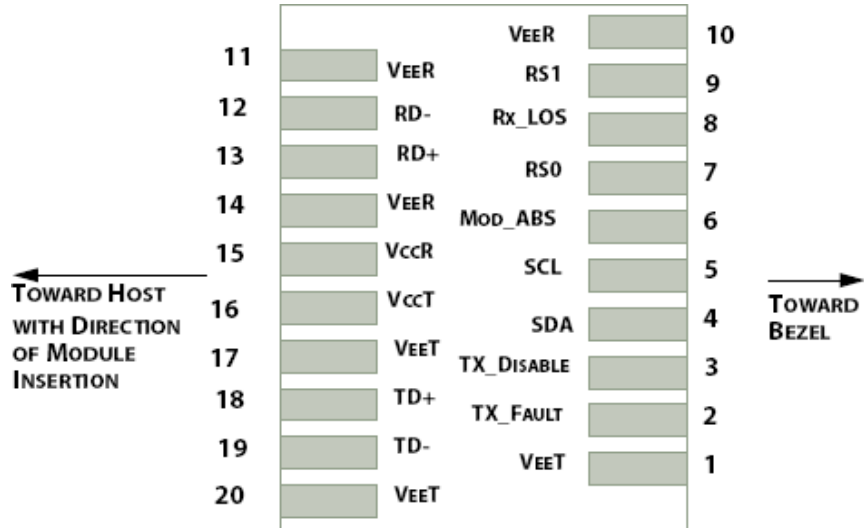 11 VEER
12 RD-
13 RD+
14 VEER
15 VccR
16 VccT
17 VEET
18 TD+
19 TD-
20 VEET
TOWARD HOST
WITH DIRECTION
OF MODULE
INSERTION
VEER 10
RS1 9
RX_LOS 8
RS0 7
MOD_ABS 6
SCL 5
SDA 4
TX_DISABLE 3
TX_FAULT 2
VEET 1
TOWARD
BEZEL